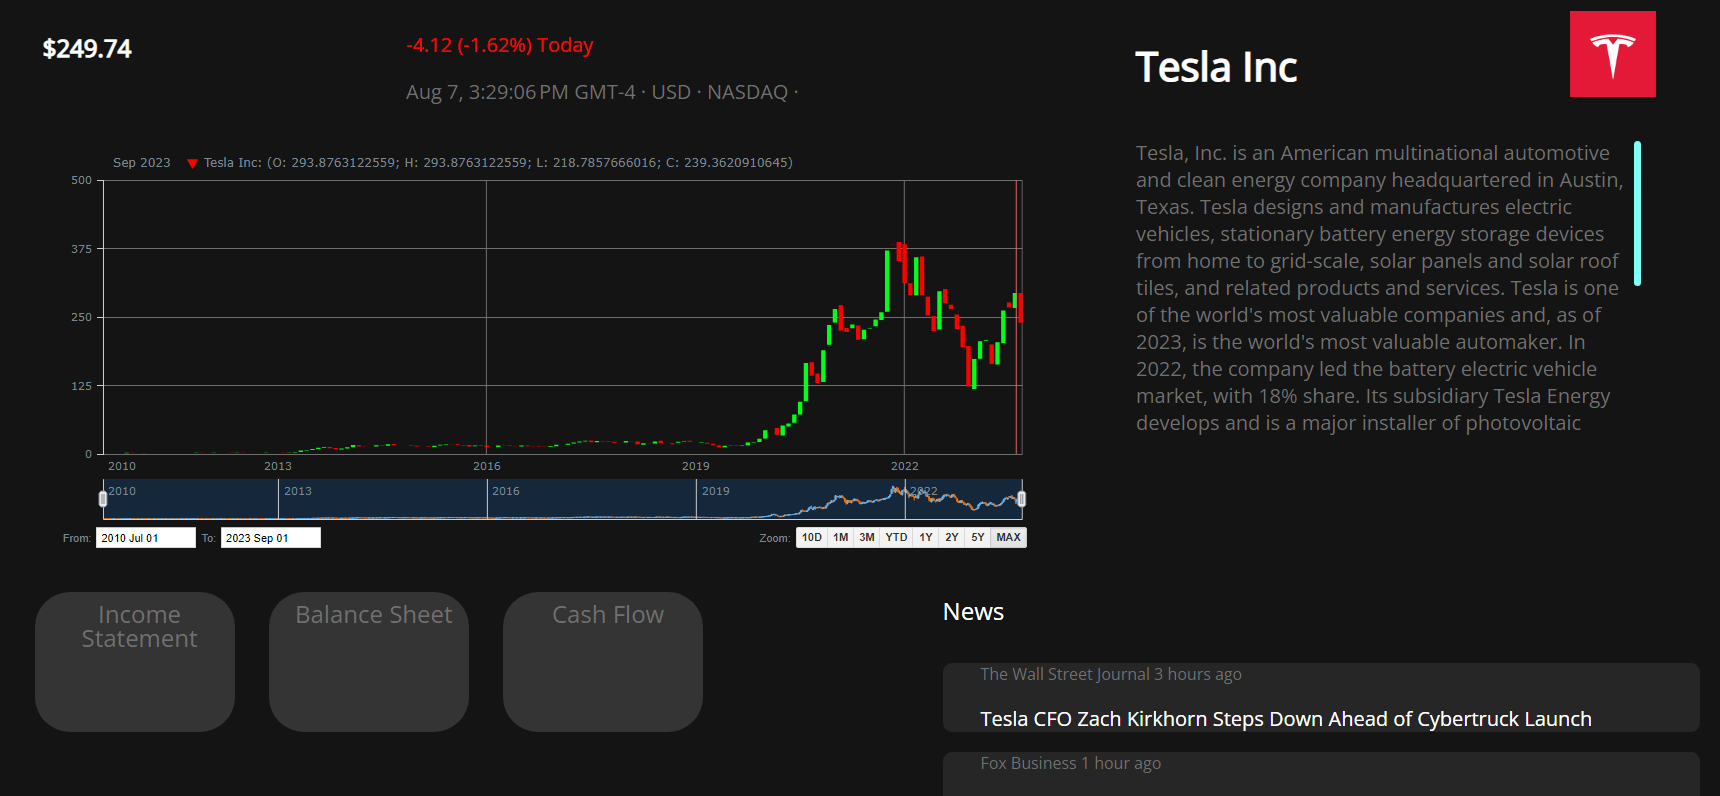 $249.74
-4.12 (-1.62%) Today
Aug 7, 3:29:06 PM GMT-4 · USD · NASDAQ ·
Tesla Inc
Sep 2023 ▼ Tesla Inc: (O: 293.8763122559; H: 293.8763122559; L: 218.7857666016; C: 239.3620910645)
500
375
250
125
0
2010 2013 2016 2019 2022
2010 2013 2016 2019 2022
From: 2010 Jul 01 To: 2023 Sep 01 Zoom: 10D 1M 3M YTD 1Y 2Y 5Y MAX
Tesla, Inc. is an American multinational automotive
and clean energy company headquartered in Austin,
Texas. Tesla designs and manufactures electric
vehicles, stationary battery energy storage devices
from home to grid-scale, solar panels and solar roof
tiles, and related products and services. Tesla is one
of the world's most valuable companies and, as of
2023, is the world's most valuable automaker. In
2022, the company led the battery electric vehicle
market, with 18% share. Its subsidiary Tesla Energy
develops and is a major installer of photovoltaic
Income
Statement
Balance Sheet
Cash Flow
News
The Wall Street Journal 3 hours ago
Tesla CFO Zach Kirkhorn Steps Down Ahead of Cybertruck Launch
Fox Business 1 hour ago